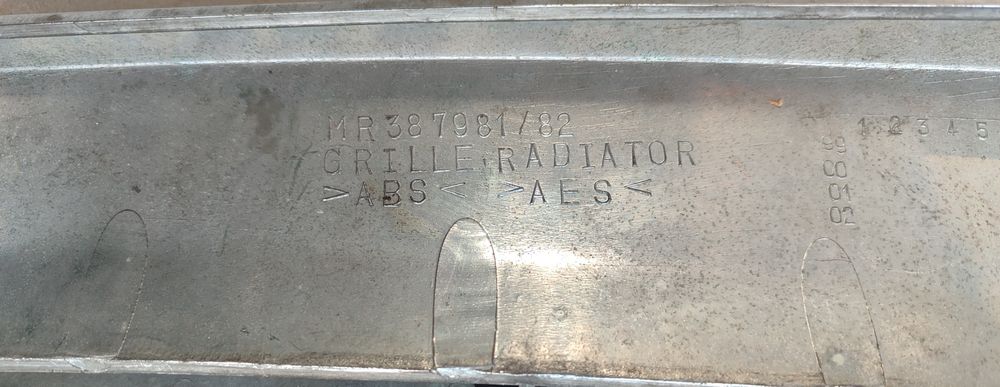 MR387981/82
GRILLE RADIATOR
>ABS< >AES<
1 2 3 4 5
99
00
01
02